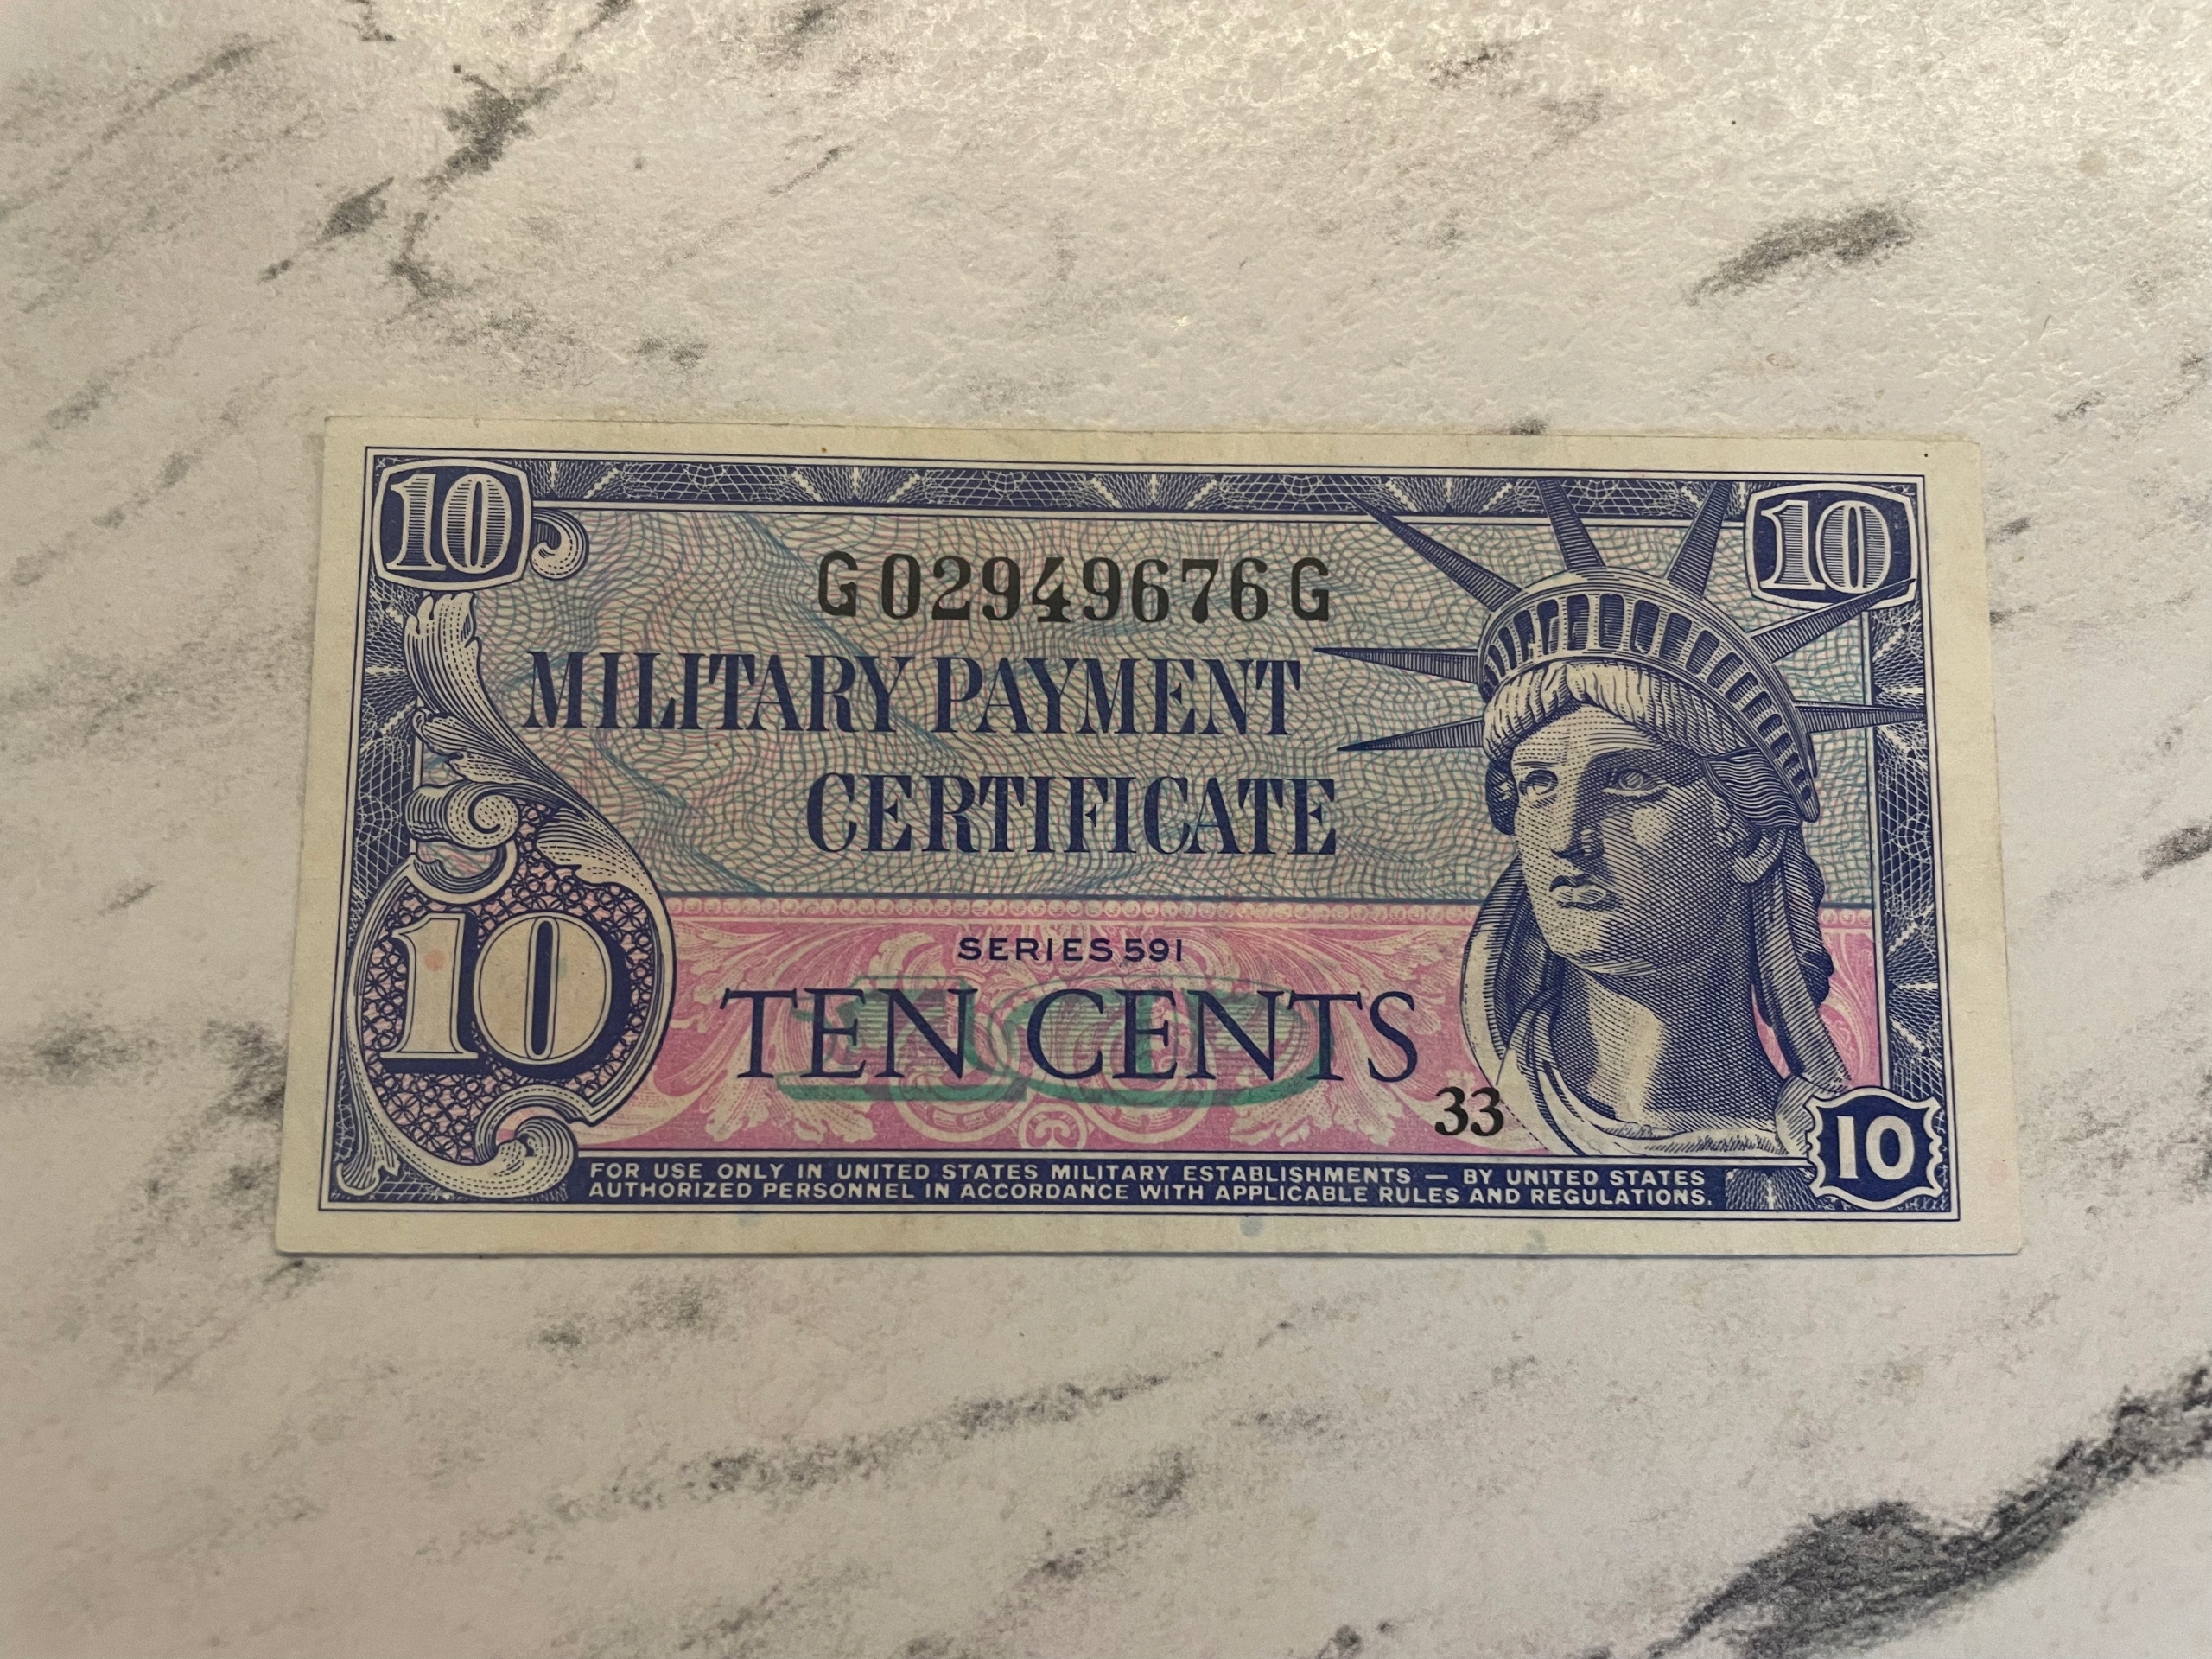 10
10
G02949676G
MILITARY PAYMENT
CERTIFICATE
SERIES 591
10
TEN CENTS
33
10
FOR USE ONLY IN UNITED STATES MILITARY ESTABLISHMENTS — BY UNITED STATES
AUTHORIZED PERSONNEL IN ACCORDANCE WITH APPLICABLE RULES AND REGULATIONS.